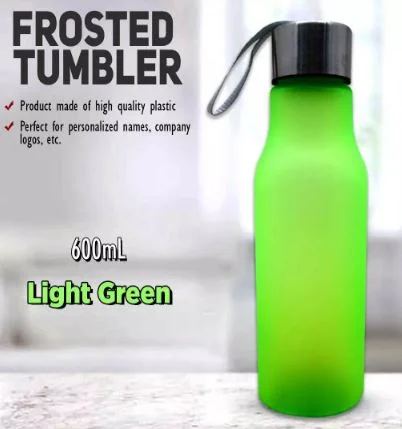 FROSTED
TUMBLER
Product made of high quality plastic
Perfect for personalized names, company
logos, etc.
600mL
Light Green